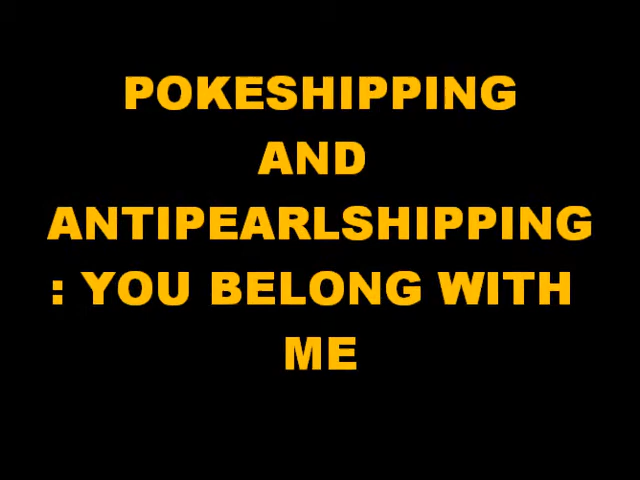 POKESHIPPING
AND
ANTIPEARLSHIPPING
: YOU BELONG WITH
ME